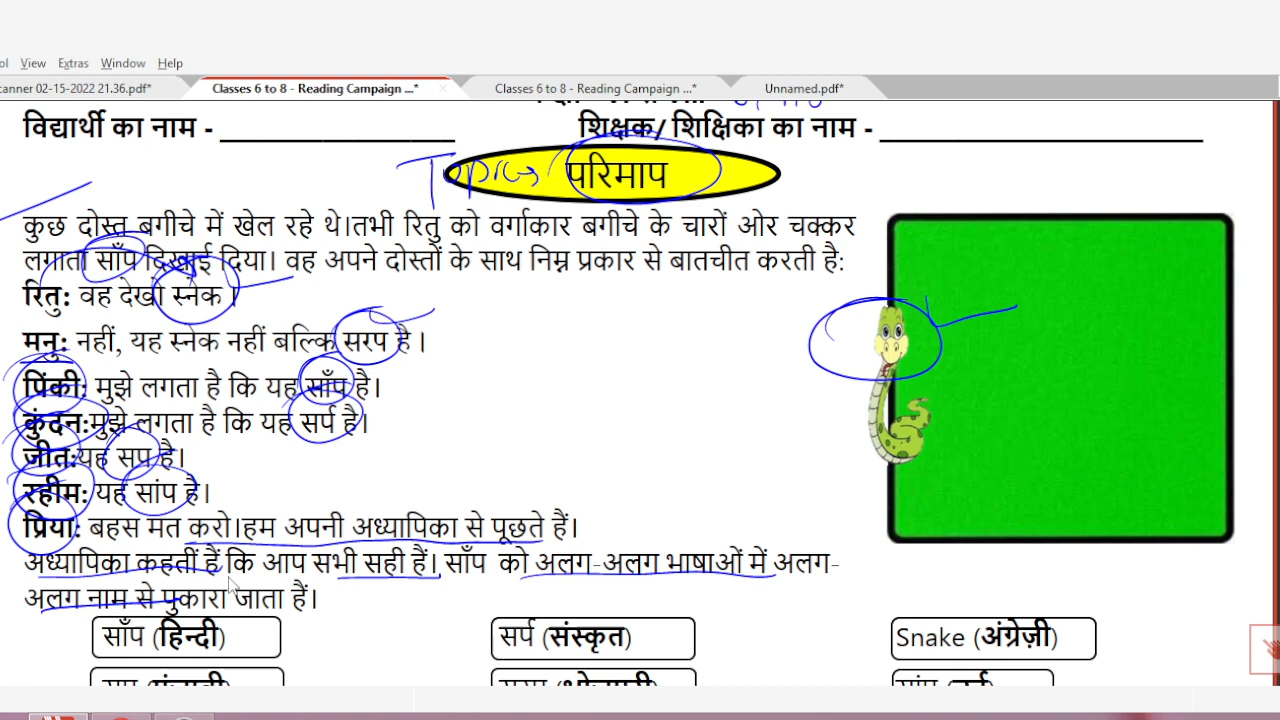 View Extras Window Help
canner 02-15-2022 21.36.pdf* Classes 6 to 8 - Reading Campaign ...* Classes 6 to 8 - Reading Campaign ...* Unnamed.pdf*
विद्यार्थी का नाम - ____________ शिक्षक/ शिक्षिका का नाम - ________________
Topic→ परिमाप
कुछ दोस्त बगीचे में खेल रहे थे।तभी रितु को वर्गाकार बगीचे के चारों ओर चक्कर
लगाता साँप दिखाई दिया। वह अपने दोस्तों के साथ निम्न प्रकार से बातचीत करती है:
रितु: वह देखो स्नेक ।
मनु: नहीं, यह स्नेक नहीं बल्कि सरप है।
पिंकी: मुझे लगता है कि यह साँप है।
कुंदन:मुझे लगता है कि यह सर्प है।
जीत:यह सप है।
रहीम: यह सांप है।
प्रिया: बहस मत करो।हम अपनी अध्यापिका से पूछते हैं।
अध्यापिका कहतीं हैं कि आप सभी सही हैं। साँप को अलग-अलग भाषाओं में अलग-
अलग नाम से पुकारा जाता हैं।
साँप (हिन्दी) सर्प (संस्कृत) Snake (अंग्रेज़ी)